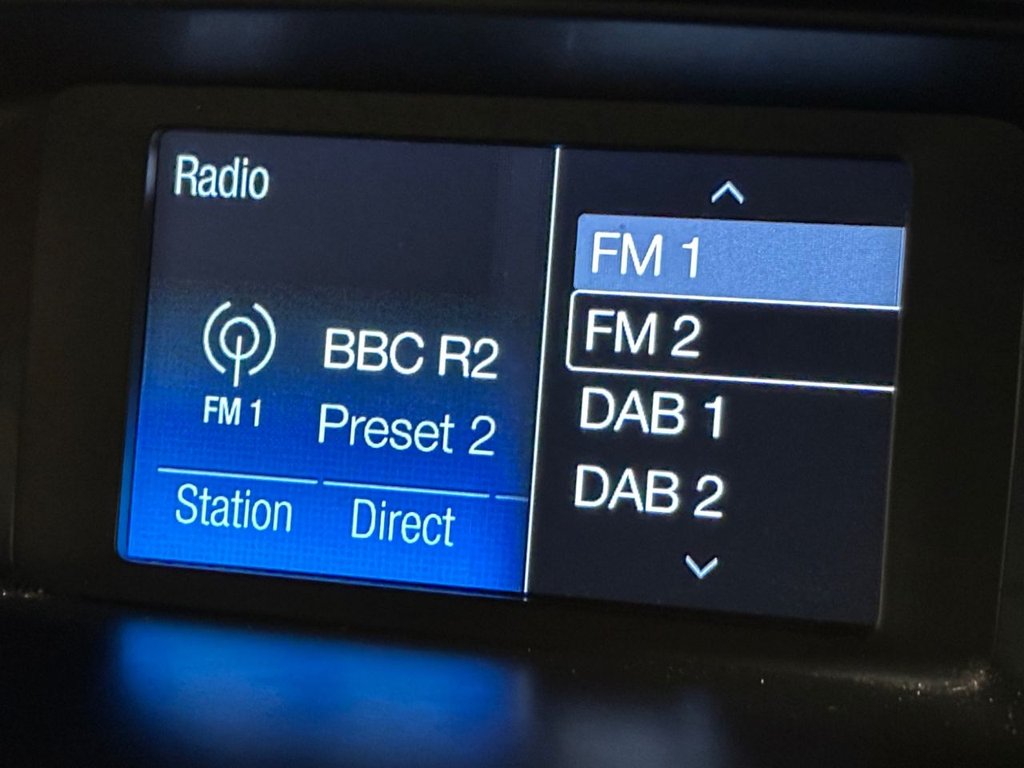 Radio
BBC R2
FM 1
Preset 2
Station Direct
FM 1
FM 2
DAB 1
DAB 2